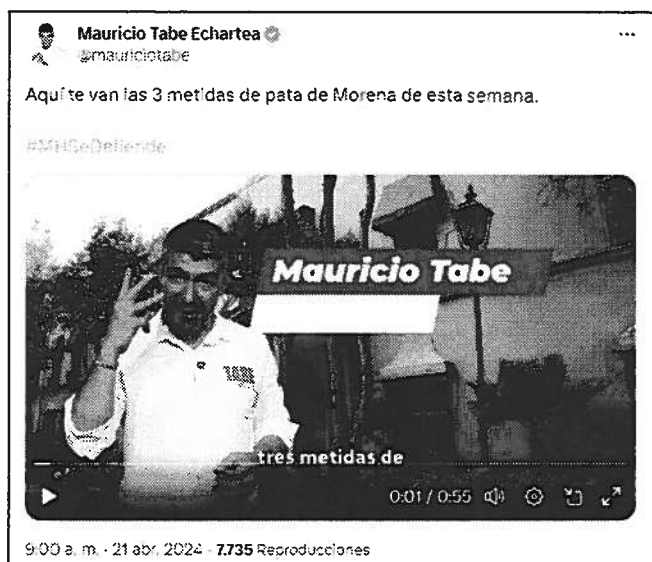 Mauricio Tabe Echartea
@mauriciotabe
Aquí te van las 3 metidas de pata de Morena de esta semana.
#MHSeDefiende
Mauricio Tabe
tres metidas de
0:01 / 0:55
9:00 a. m. · 21 abr. 2024 · 7.735 Reproducciones